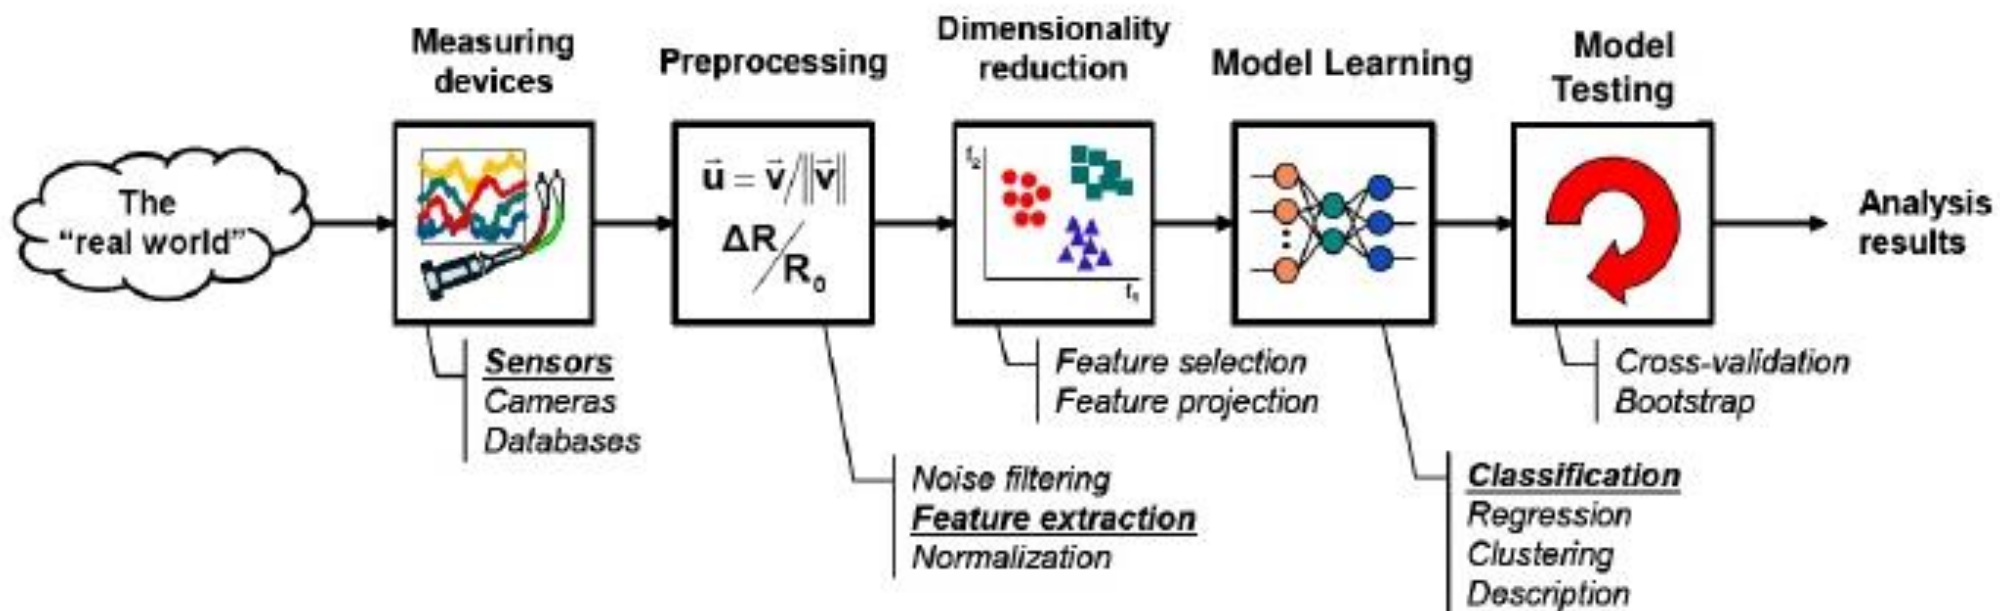 Measuring
devices
Preprocessing
Dimensionality
reduction
Model Learning
Model
Testing
The
“real world”
u⃗ = v⃗/‖v⃗‖
ΔR/R₀
f₂
f₁
Analysis
results
Sensors
Cameras
Databases
Noise filtering
Feature extraction
Normalization
Feature selection
Feature projection
Classification
Regression
Clustering
Description
Cross-validation
Bootstrap